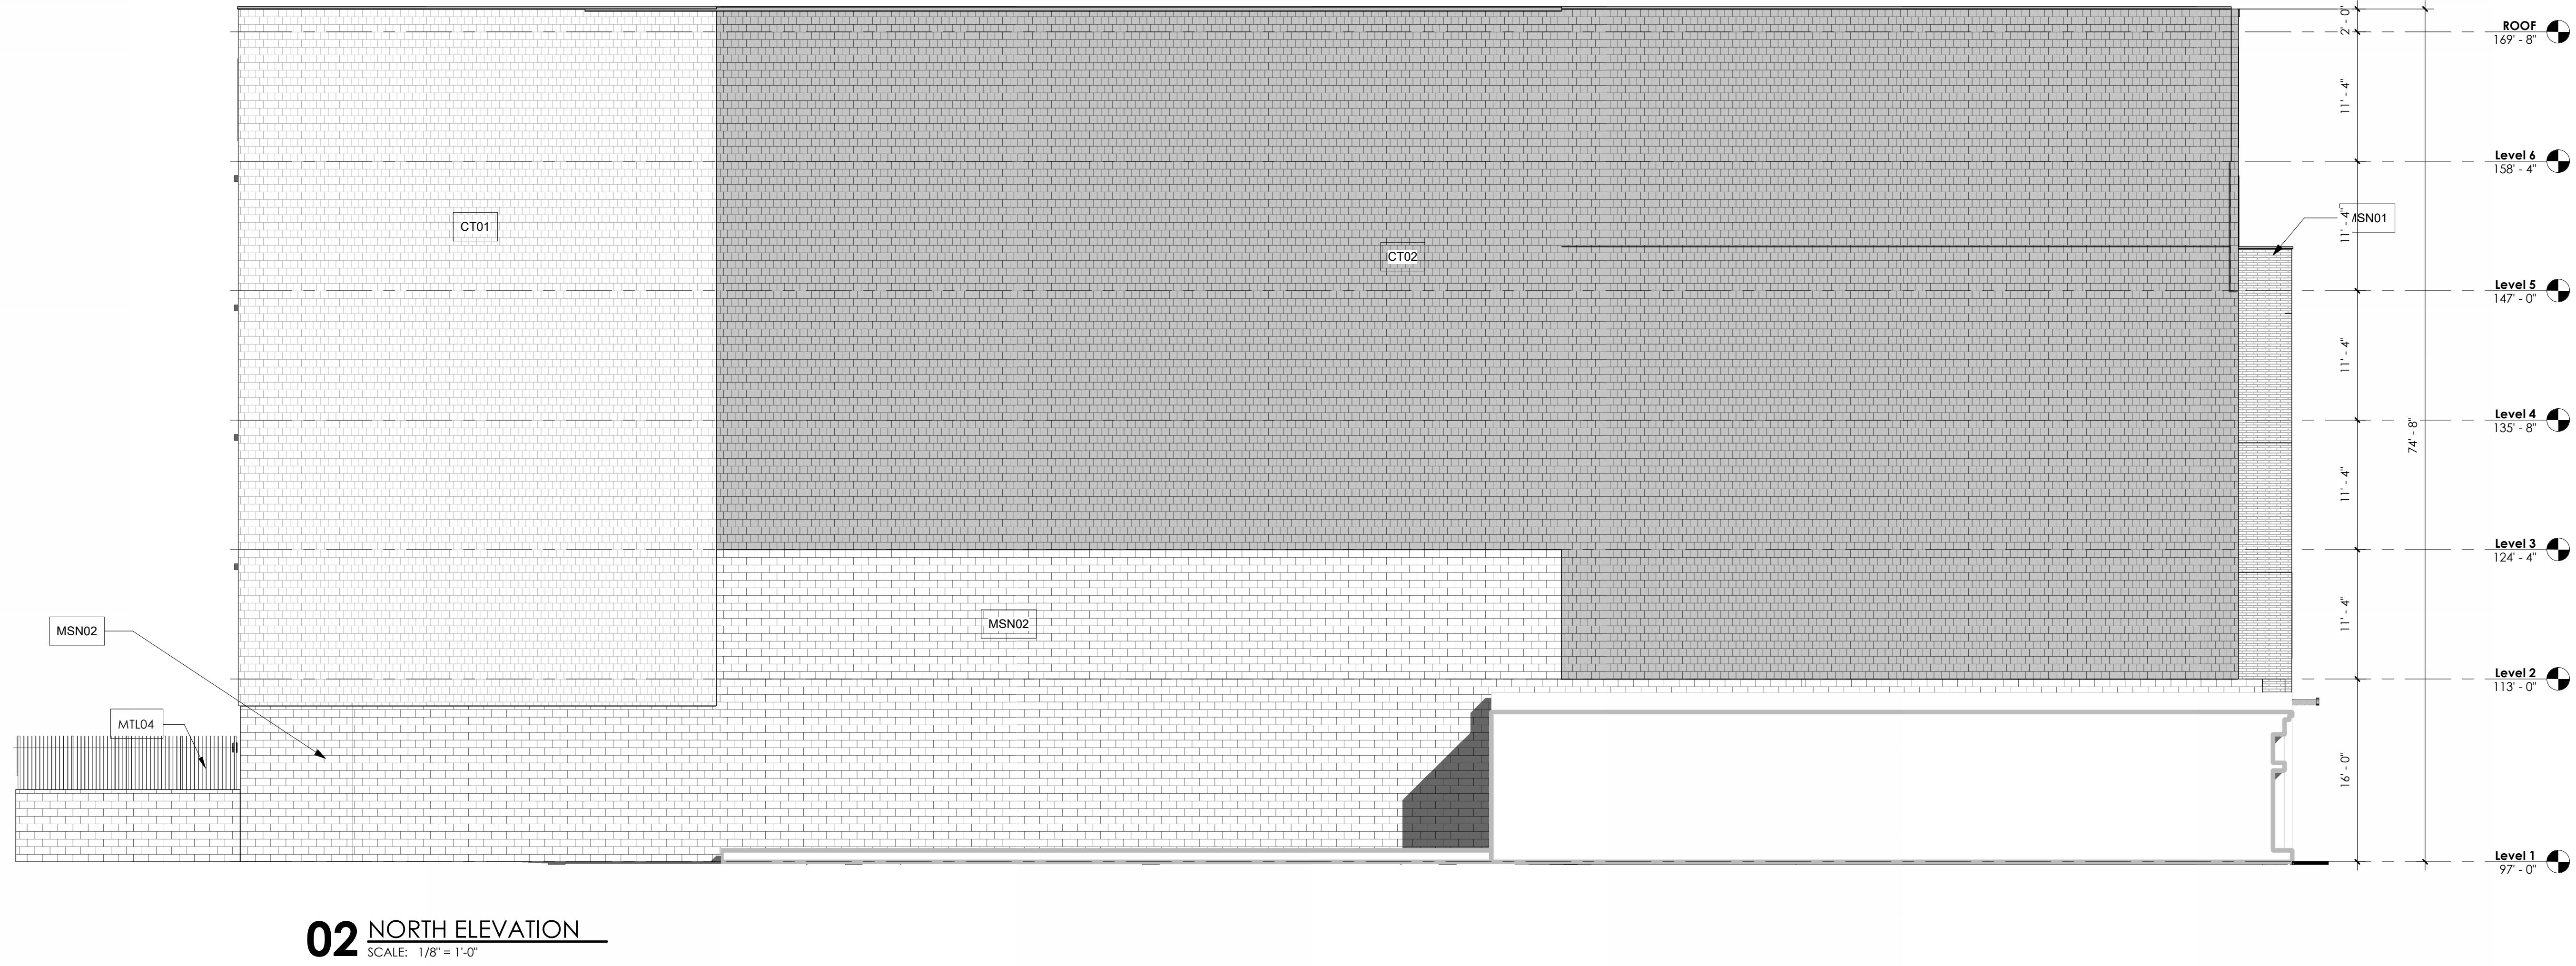 2' - 0"
ROOF
169' - 8"
11' - 4"
Level 6
158' - 4"
CT01
MSN01
11' - 4"
CT02
Level 5
147' - 0"
11' - 4"
Level 4
135' - 8"
74' - 8"
11' - 4"
Level 3
124' - 4"
11' - 4"
MSN02
MSN02
Level 2
113' - 0"
MTL04
16' - 0"
Level 1
97' - 0"
02 NORTH ELEVATION
SCALE: 1/8" = 1'-0"